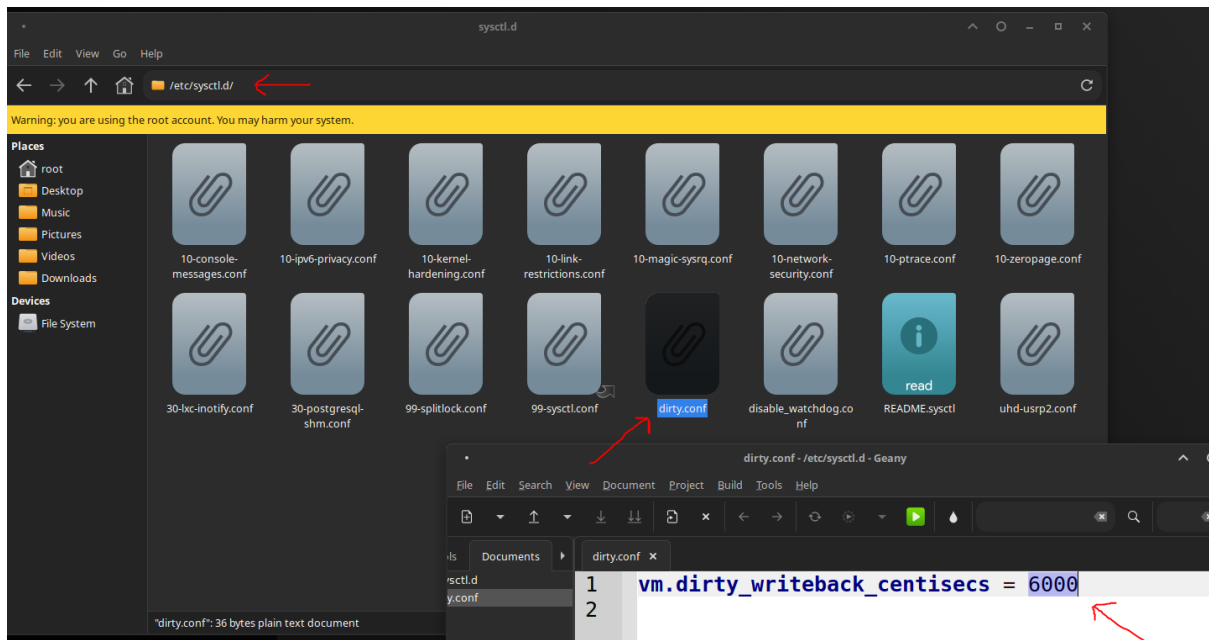 sysctl.d
File Edit View Go Help
/etc/sysctl.d/
Warning: you are using the root account. You may harm your system.
Places
root
Desktop
Music
Pictures
Videos
Downloads
Devices
File System
10-console-
messages.conf
10-ipv6-privacy.conf
10-kernel-
hardening.conf
10-link-
restrictions.conf
10-magic-sysrq.conf
10-network-
security.conf
10-ptrace.conf
10-zeropage.conf
30-lxc-inotify.conf
30-postgresql-
shm.conf
99-splitlock.conf
99-sysctl.conf
dirty.conf
disable_watchdog.co
nf
read
README.sysctl
uhd-usrp2.conf
"dirty.conf": 36 bytes plain text document
dirty.conf - /etc/sysctl.d - Geany
File Edit Search View Document Project Build Tools Help
ls Documents
dirty.conf
ysctl.d
y.conf
1 vm.dirty_writeback_centisecs = 6000
2